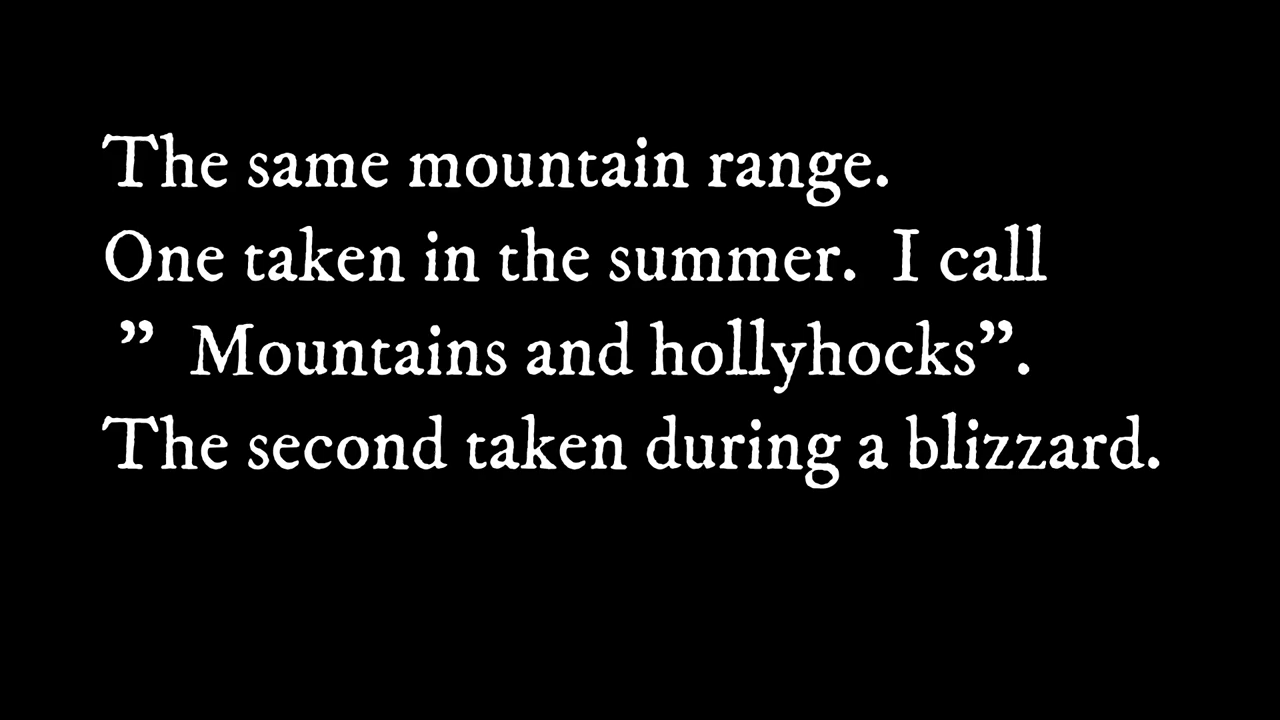 The same mountain range.
One taken in the summer.  I call
”  Mountains and hollyhocks”.
The second taken during a blizzard.